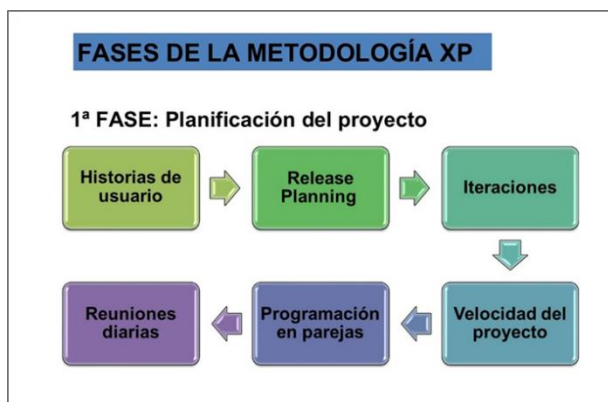 FASES DE LA METODOLOGÍA XP
1ª FASE: Planificación del proyecto
Historias de
usuario
Release
Planning
Iteraciones
Velocidad del
proyecto
Programación
en parejas
Reuniones
diarias